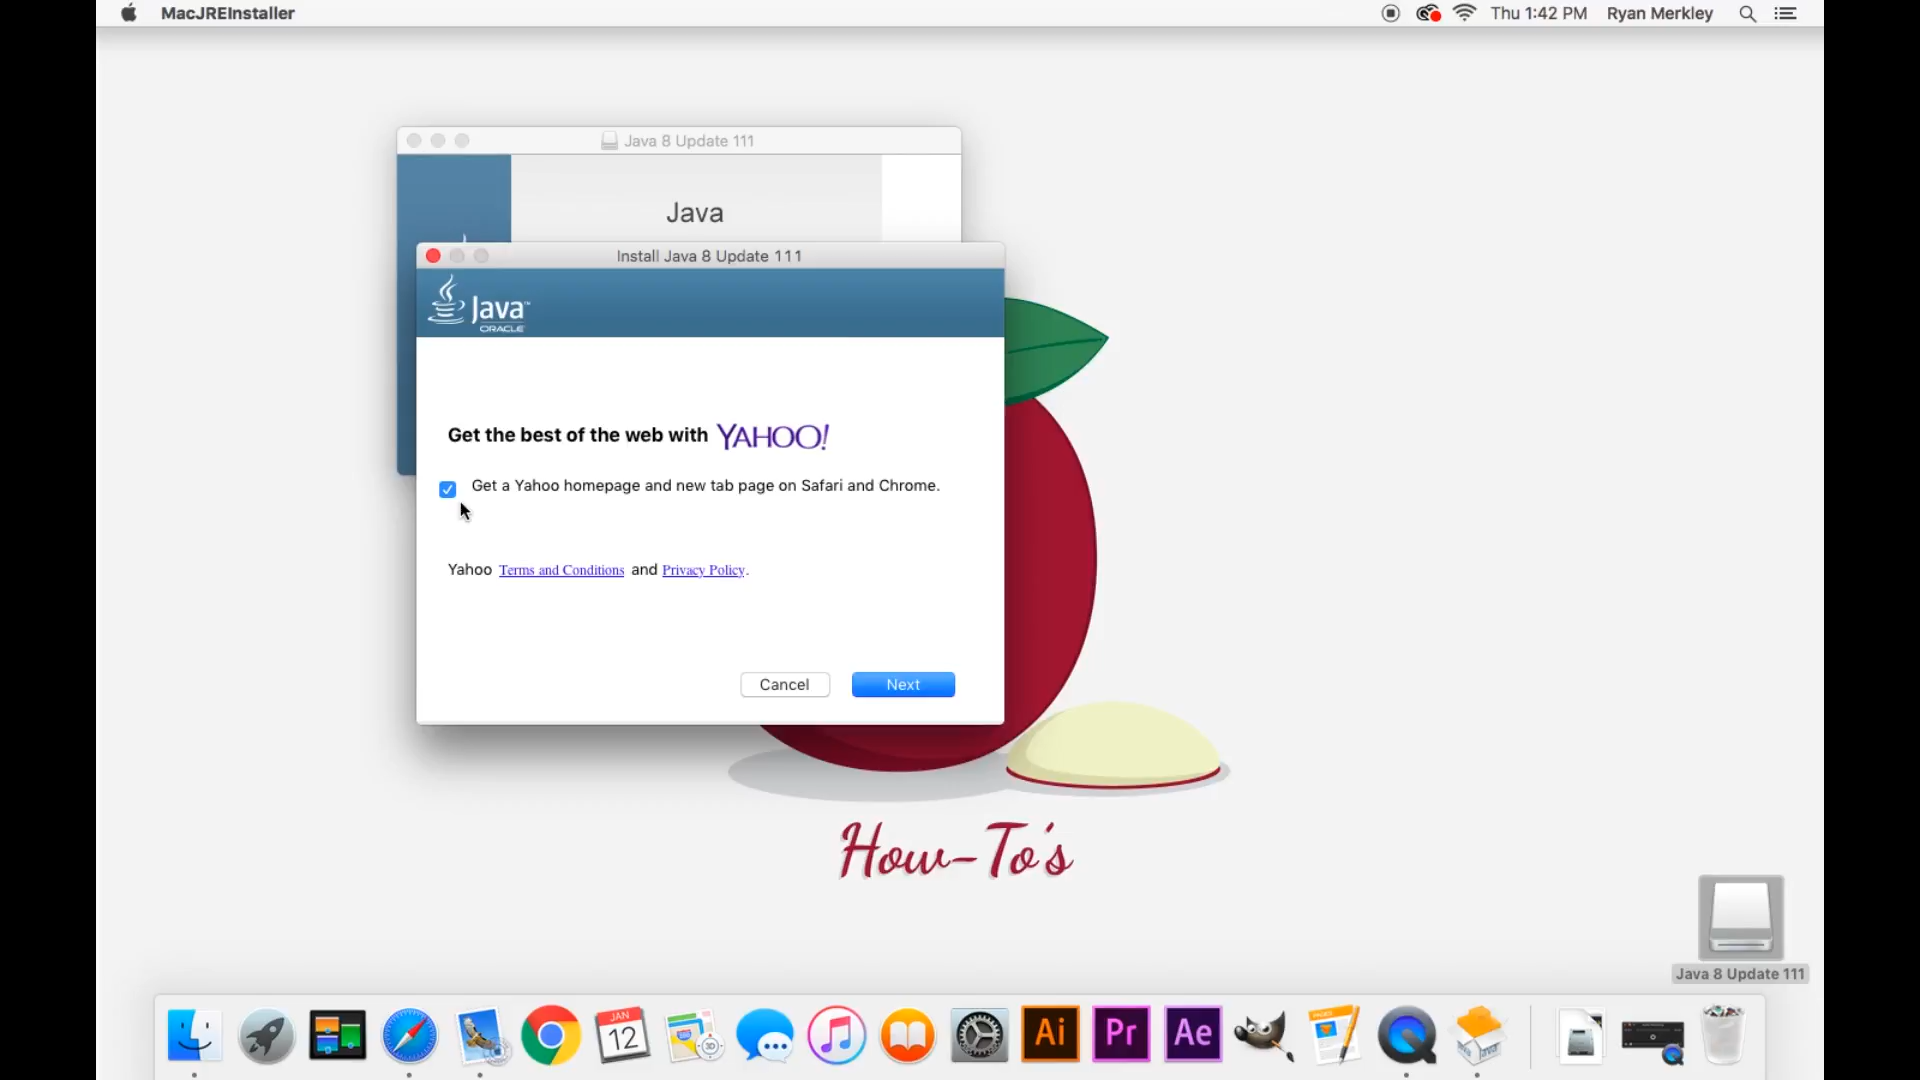 MacJREInstaller
Thu 1:42 PM Ryan Merkley
Java 8 Update 111
Java
Install Java 8 Update 111
Java™
ORACLE
Get the best of the web with YAHOO!
Get a Yahoo homepage and new tab page on Safari and Chrome.
Yahoo Terms and Conditions and Privacy Policy.
Cancel Next
How-To's
Java 8 Update 111
JAN
12
Ai Pr Ae
PAGES
Java